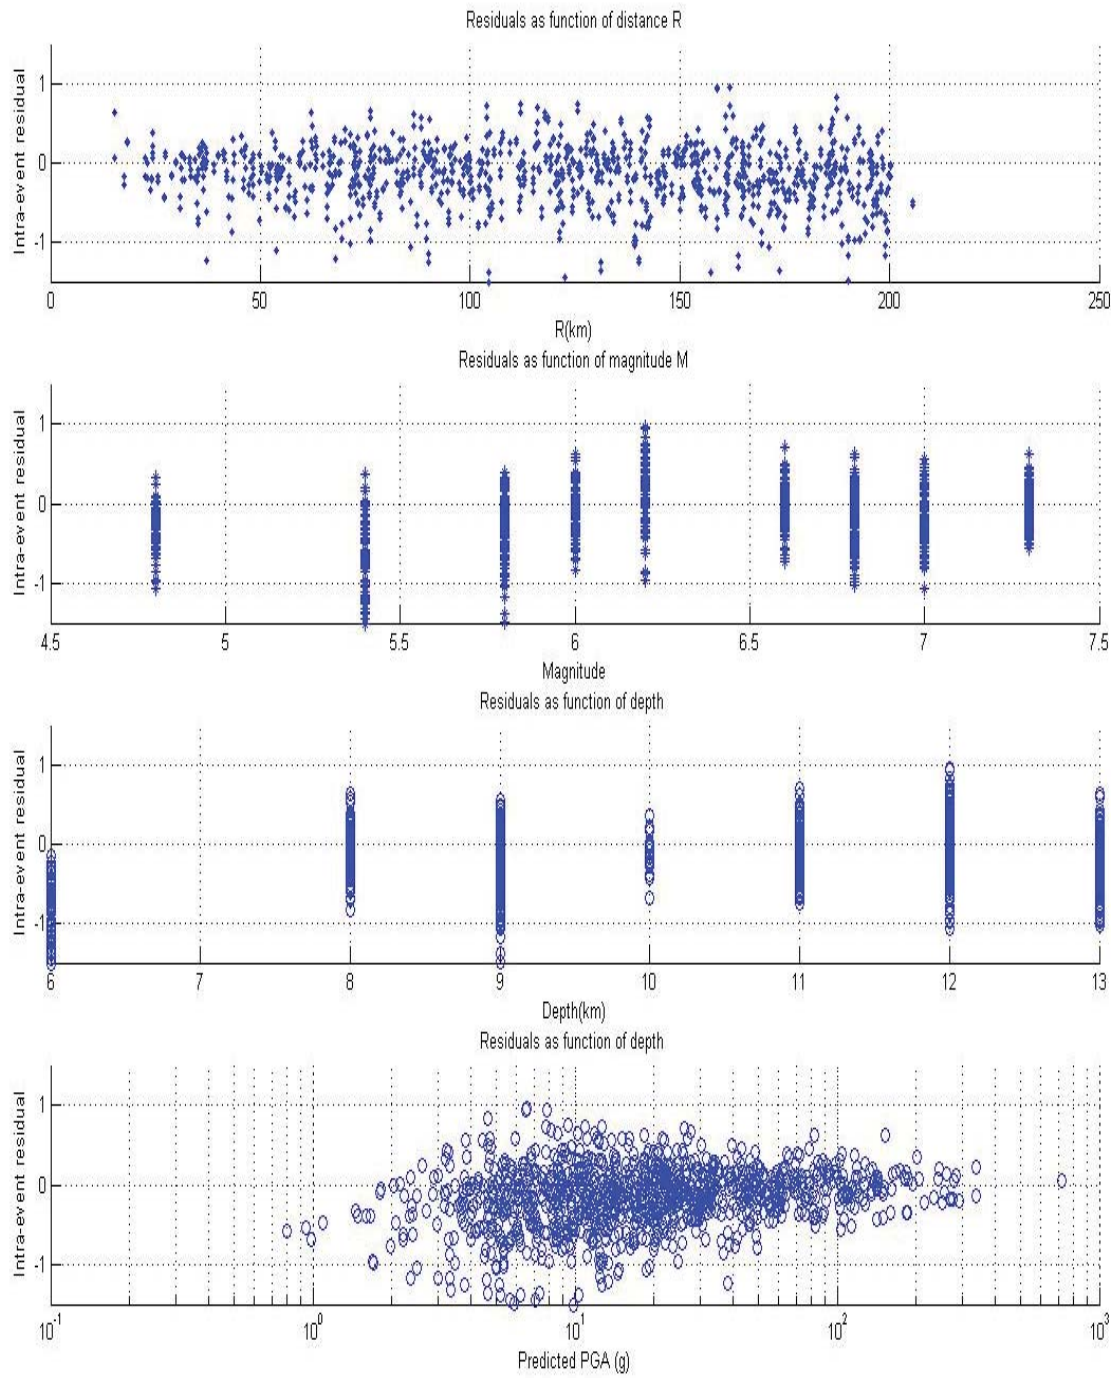 Residuals as function of distance R
Intra-event residual
1
0
-1
0 50 100 150 200 250
R(km)
Residuals as function of magnitude M
Intra-event residual
1
0
-1
4.5 5 5.5 6 6.5 7 7.5
Magnitude
Residuals as function of depth
Intra-event residual
1
0
-1
6 7 8 9 10 11 12 13
Depth(km)
Residuals as function of depth
Intra-event residual
1
0
-1
10⁻¹ 10⁰ 10¹ 10² 10³
Predicted PGA (g)